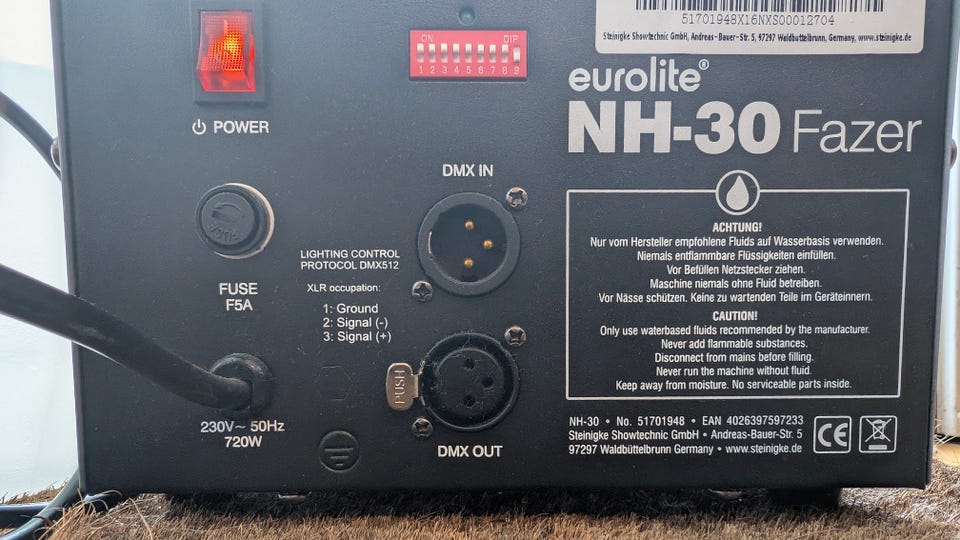 51701948X16NXS00012704
Steinigke Showtechnic GmbH, Andreas-Bauer-Str. 5, 97297 Waldbüttelbrunn, Germany, www.steinigke.de
ON DIP
1 2 3 4 5 6 7 8 9
eurolite®
NH-30 Fazer
POWER
DMX IN
ACHTUNG!
Nur vom Hersteller empfohlene Fluids auf Wasserbasis verwenden.
Niemals entflammbare Flüssigkeiten einfüllen.
Vor Befüllen Netzstecker ziehen.
Maschine niemals ohne Fluid betreiben.
Vor Nässe schützen. Keine zu wartenden Teile im Geräteinnern.
CAUTION!
Only use waterbased fluids recommended by the manufacturer.
Never add flammable substances.
Disconnect from mains before filling.
Never run the machine without fluid.
Keep away from moisture. No serviceable parts inside.
LIGHTING CONTROL
PROTOCOL DMX512
XLR occupation:
1: Ground
2: Signal (-)
3: Signal (+)
FUSE
F5A
PUSH
230V~ 50Hz
720W
DMX OUT
NH-30 • No. 51701948 • EAN 4026397597233
Steinigke Showtechnic GmbH • Andreas-Bauer-Str. 5
97297 Waldbüttelbrunn Germany • www.steinigke.de
CE